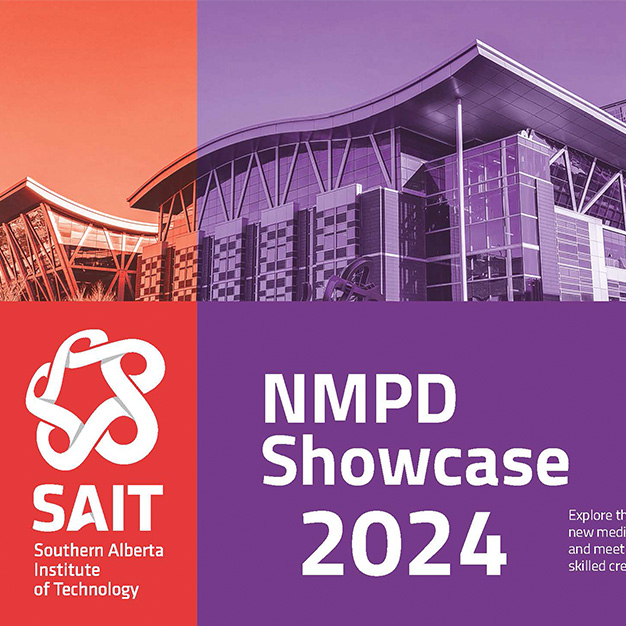 NMPD
Showcase
2024
SAIT
Southern Alberta
Institute
of Technology
Explore th
new medi
and meet
skilled cre